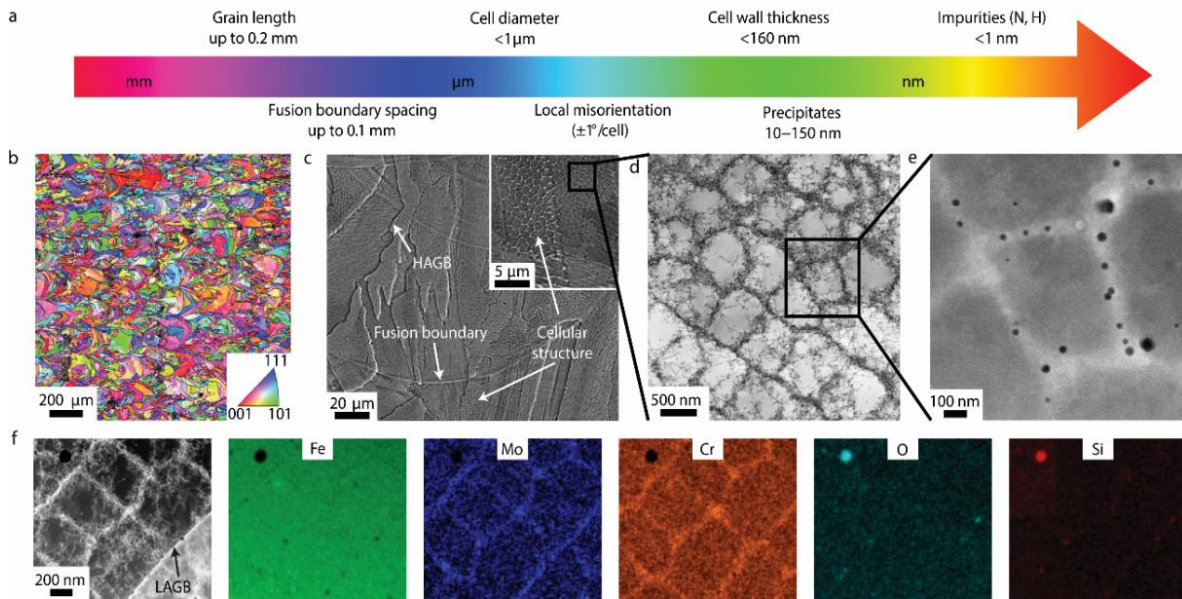 a
Grain length
up to 0.2 mm
Cell diameter
<1µm
Cell wall thickness
<160 nm
Impurities (N, H)
<1 nm
mm
µm
nm
Fusion boundary spacing
up to 0.1 mm
Local misorientation
(±1°/cell)
Precipitates
10–150 nm
b
111
001
101
200 µm
c
HAGB
5 µm
Fusion boundary
Cellular
structure
20 µm
d
500 nm
e
100 nm
f
LAGB
200 nm
Fe
Mo
Cr
O
Si